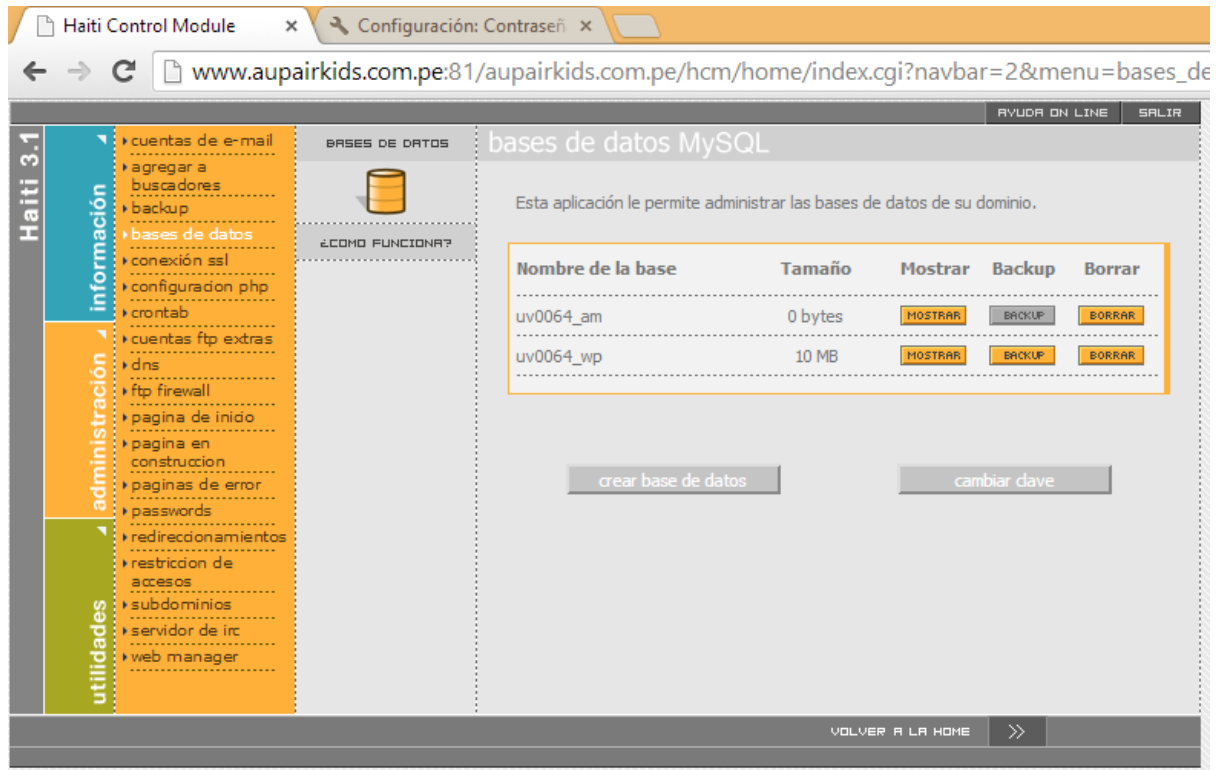 Haiti Control Module
Configuración: Contraseñ
www.aupairkids.com.pe:81/aupairkids.com.pe/hcm/home/index.cgi?navbar=2&menu=bases_de
AYUDA ON LINE
SALIR
Haiti 3.1
información
administración
utilidades
cuentas de e-mail
agregar a
buscadores
backup
bases de datos
conexión ssl
configuracion php
crontab
cuentas ftp extras
dns
ftp firewall
pagina de inicio
pagina en
construccion
paginas de error
passwords
redireccionamientos
restriccion de
accesos
subdominios
servidor de irc
web manager
BASES DE DATOS
¿COMO FUNCIONA?
bases de datos MySQL
Esta aplicación le permite administrar las bases de datos de su dominio.
Nombre de la base Tamaño Mostrar Backup Borrar
uv0064_am 0 bytes MOSTRAR BACKUP BORRAR
uv0064_wp 10 MB MOSTRAR BACKUP BORRAR
crear base de datos cambiar clave
VOLVER A LA HOME